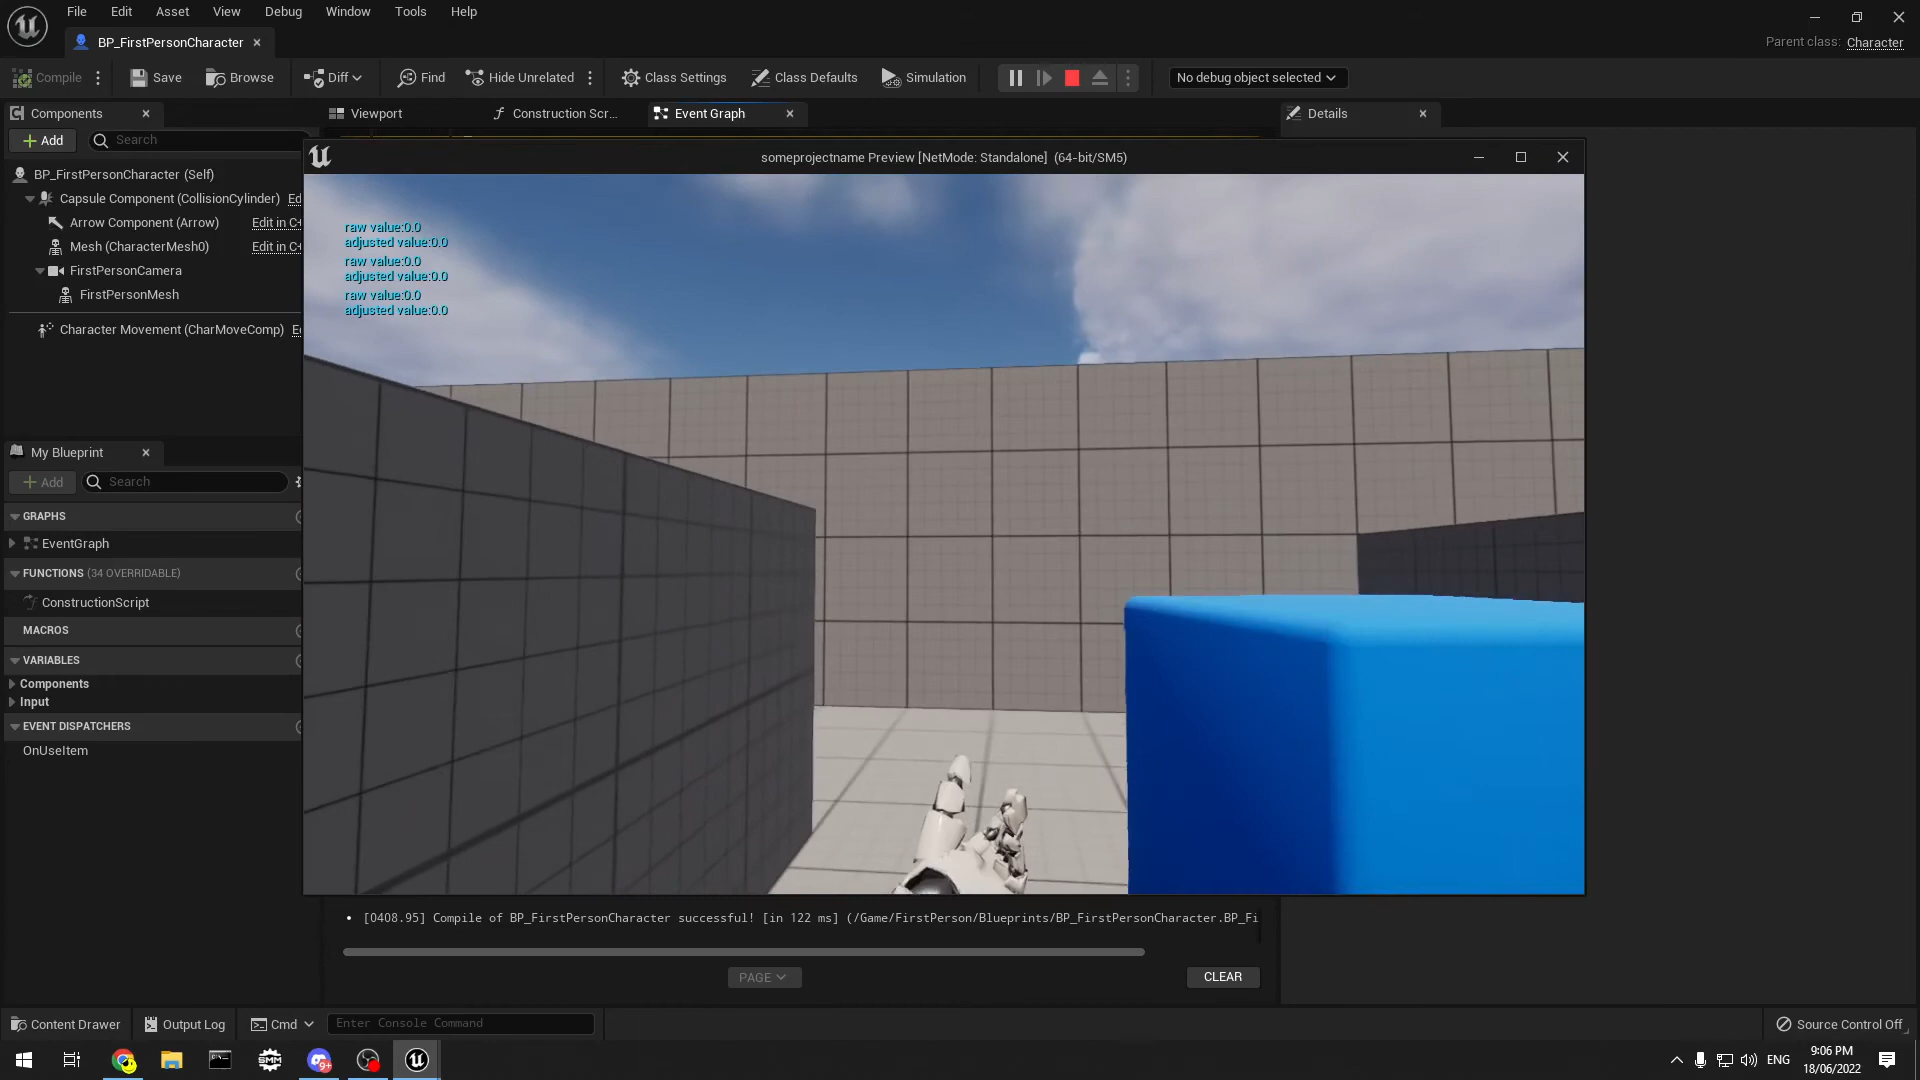 File Edit Asset View Debug Window Tools Help
BP_FirstPersonCharacter
Parent class: Character
Compile Save Browse Diff Find Hide Unrelated Class Settings Class Defaults Simulation No debug object selected
Components Viewport Construction Scr... Event Graph Details
Add Search
someprojectname Preview [NetMode: Standalone] (64-bit/SM5)
BP_FirstPersonCharacter (Self)
Capsule Component (CollisionCylinder) Ed
Arrow Component (Arrow) Edit in C+
Mesh (CharacterMesh0) Edit in C+
FirstPersonCamera
FirstPersonMesh
Character Movement (CharMoveComp)
raw value:0.0
adjusted value:0.0
raw value:0.0
adjusted value:0.0
raw value:0.0
adjusted value:0.0
My Blueprint
Add Search
GRAPHS
EventGraph
FUNCTIONS (34 OVERRIDABLE)
ConstructionScript
MACROS
VARIABLES
Components
Input
EVENT DISPATCHERS
OnUseItem
[0408.95] Compile of BP_FirstPersonCharacter successful! [in 122 ms] (/Game/FirstPerson/Blueprints/BP_FirstPersonCharacter.BP_Fi
PAGE CLEAR
Content Drawer Output Log Cmd Enter Console Command Source Control Off
SMM 9+ ENG 9:06 PM
18/06/2022